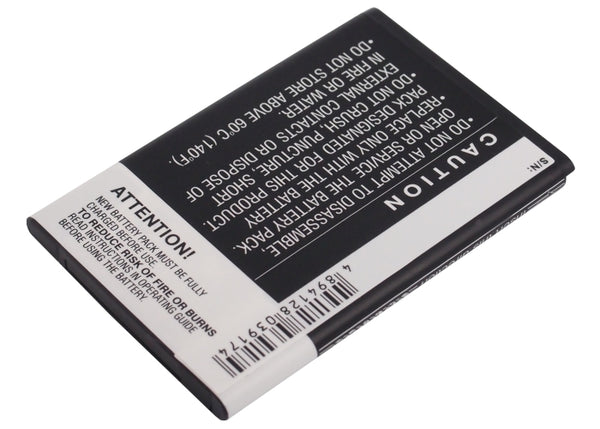 S/N:
CAUTION
•DO NOT ATTEMPT TO DISASSEMBLE,
OPEN OR SERVICE THE BATTERY PACK.
•REPLACE ONLY WITH THE BATTERY
PACK DESIGNATED FOR THIS PRODUCT.
•DO NOT CRUSH, PUNCTURE, SHORT
EXTERNAL CONTACTS OR DISPOSE OF
IN FIRE OR WATER.
•DO NOT STORE ABOVE 60°C (140°F).
ATTENTION!
NEW BATTERY PACK MUST BE FULLY
CHARGED BEFORE USE.
TO REDUCE RISK OF FIRE OR BURNS
READ INSTRUCTIONS IN OPERATING GUIDE
BEFORE USING THE BATTERY.
4 894128 039174